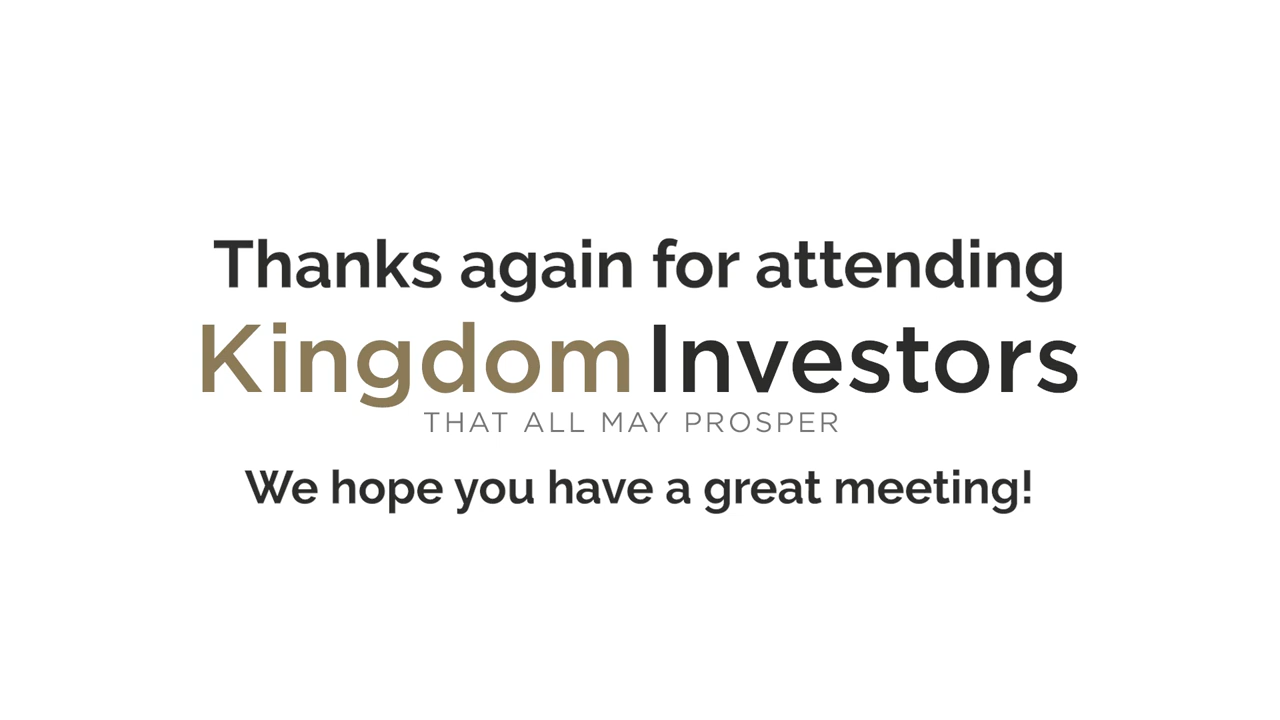 Thanks again for attending
Kingdom Investors
THAT ALL MAY PROSPER
We hope you have a great meeting!